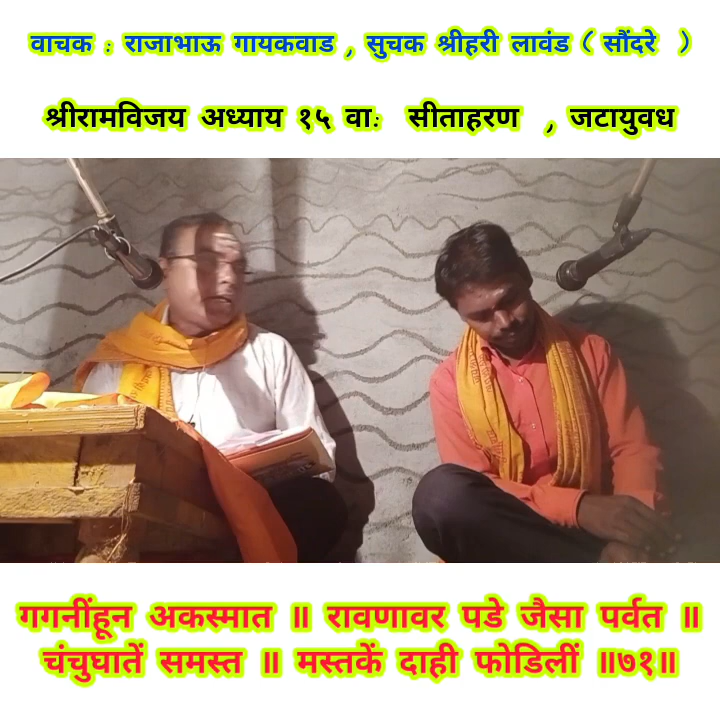 वाचक : राजाभाऊ गायकवाड , सुचक श्रीहरी लावंड ( सौंदरे )
श्रीरामविजय अध्याय १५ वाः सीताहरण , जटायुवध
गगनींहून अकस्मात ॥ रावणावर पडे जैसा पर्वत ॥
चंचुघातें समस्त ॥ मस्तकें दाही फोडिलीं ॥७१॥